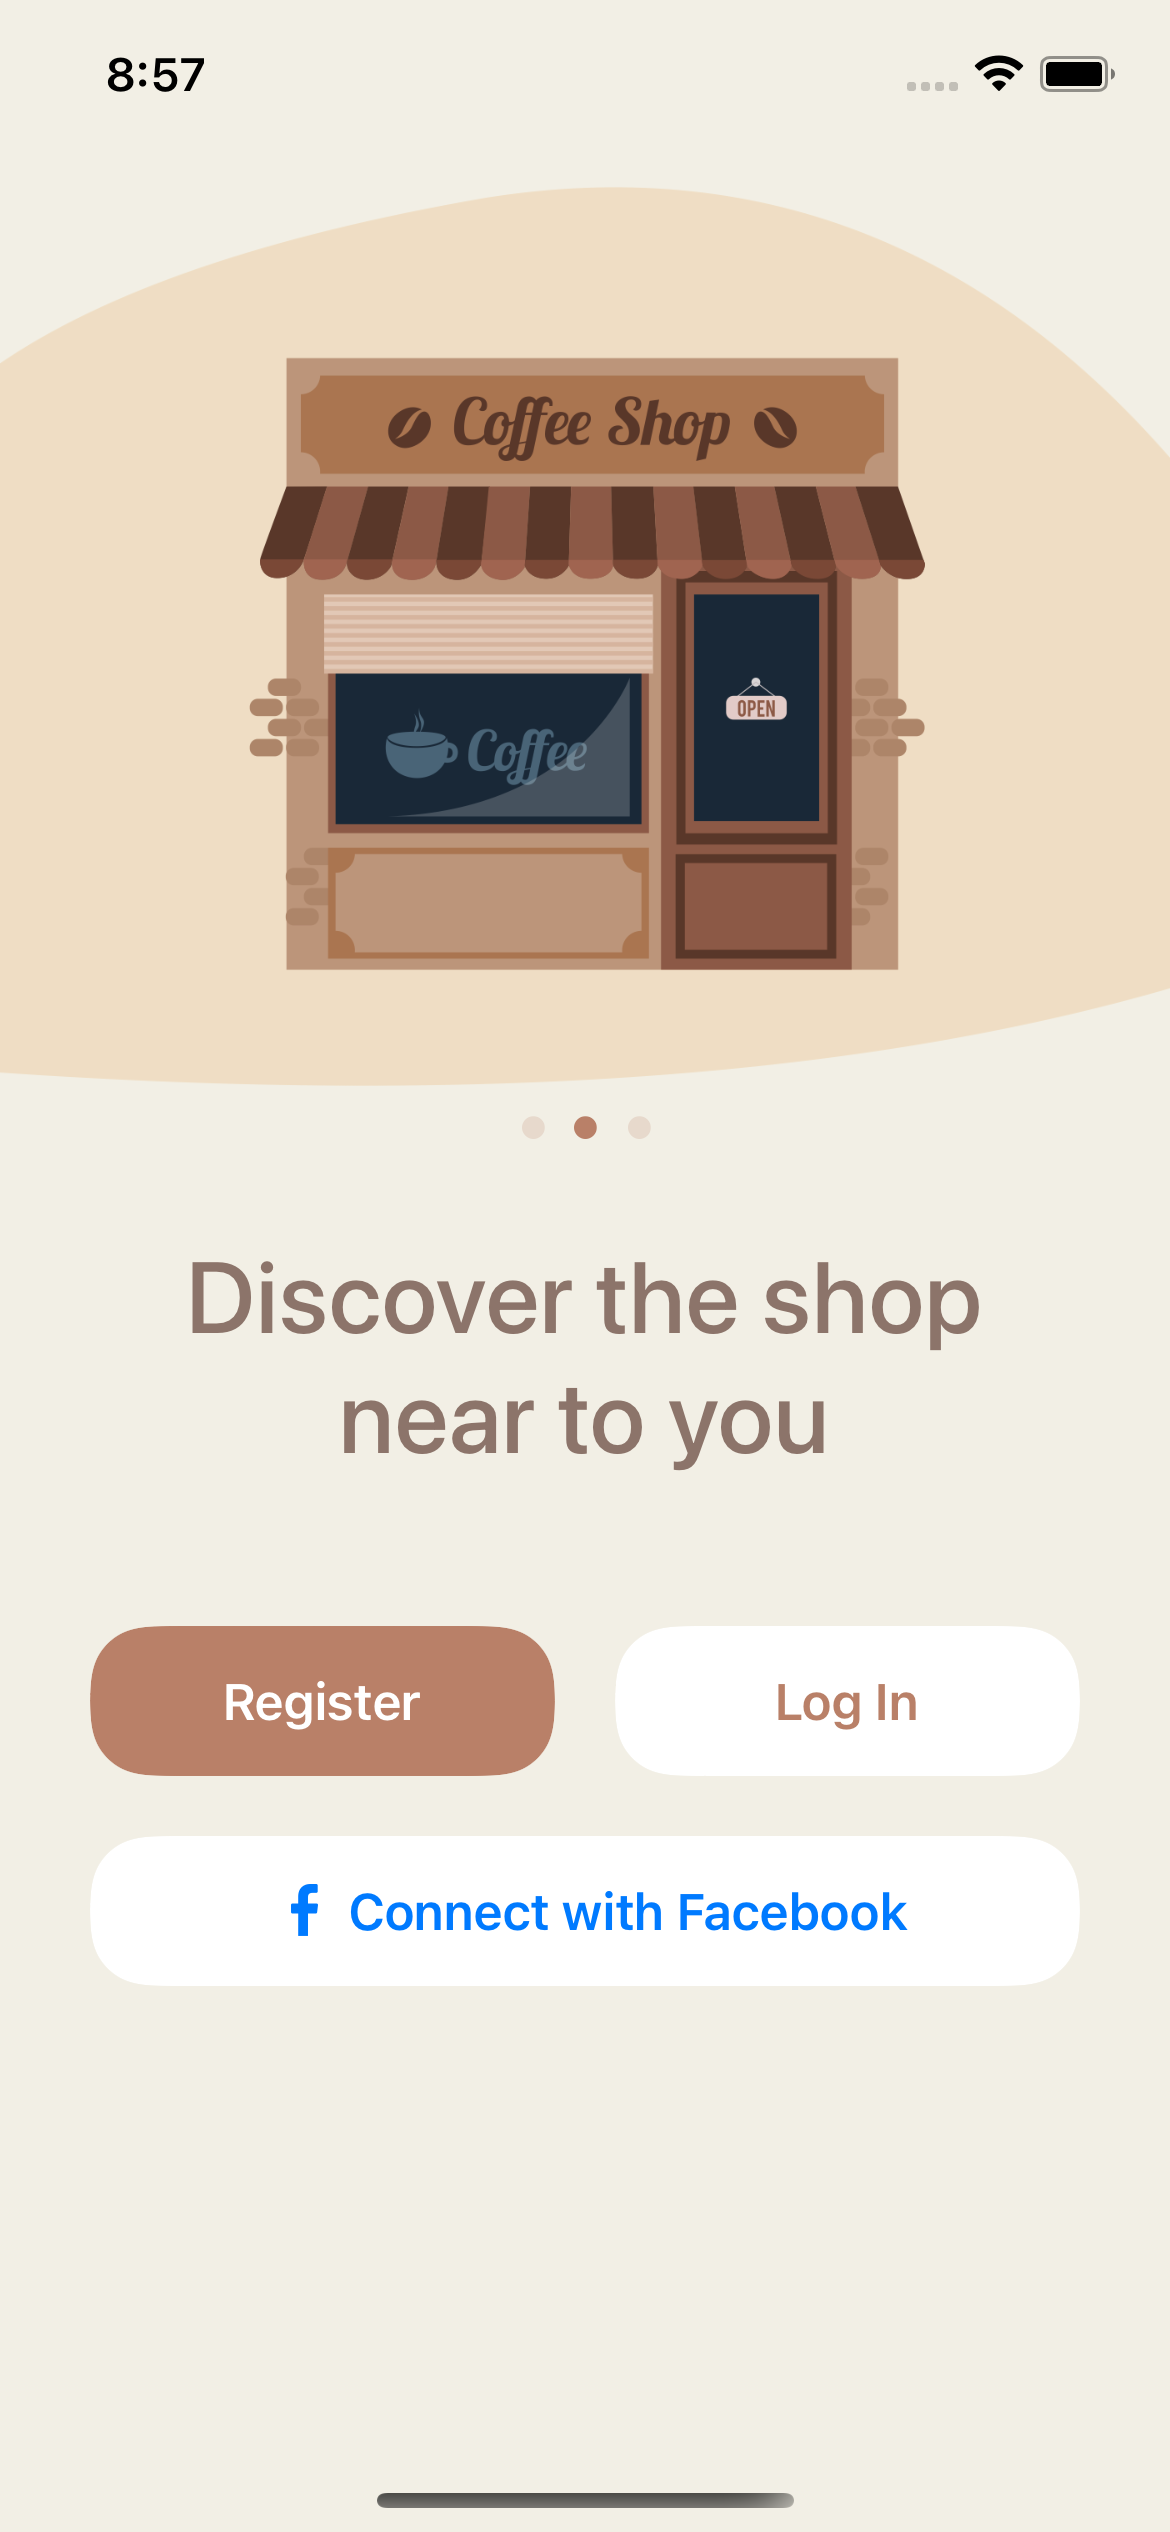 8:57
Coffee Shop
OPEN
Coffee
Discover the shop
near to you
Register
Log In
Connect with Facebook